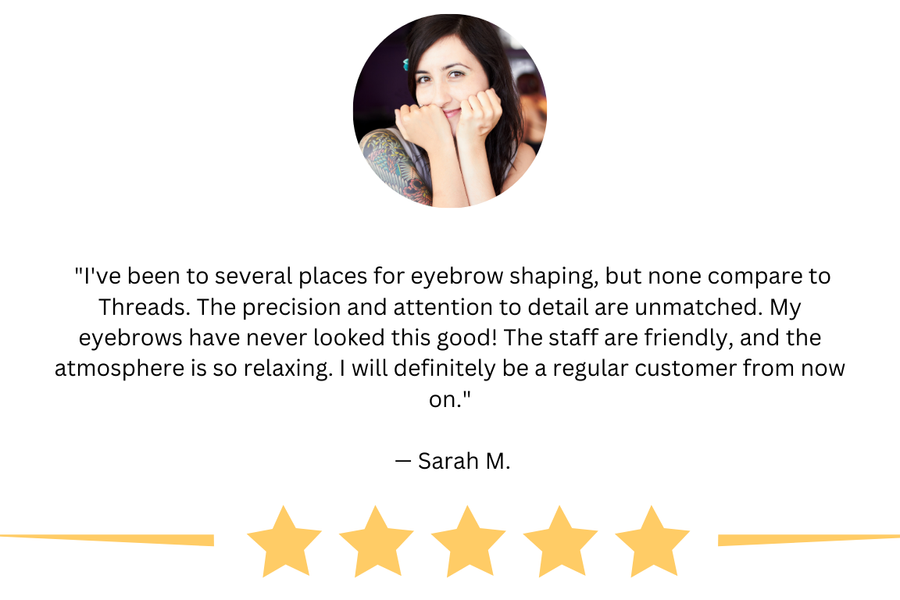 "I've been to several places for eyebrow shaping, but none compare to
Threads. The precision and attention to detail are unmatched. My
eyebrows have never looked this good! The staff are friendly, and the
atmosphere is so relaxing. I will definitely be a regular customer from now
on."
— Sarah M.